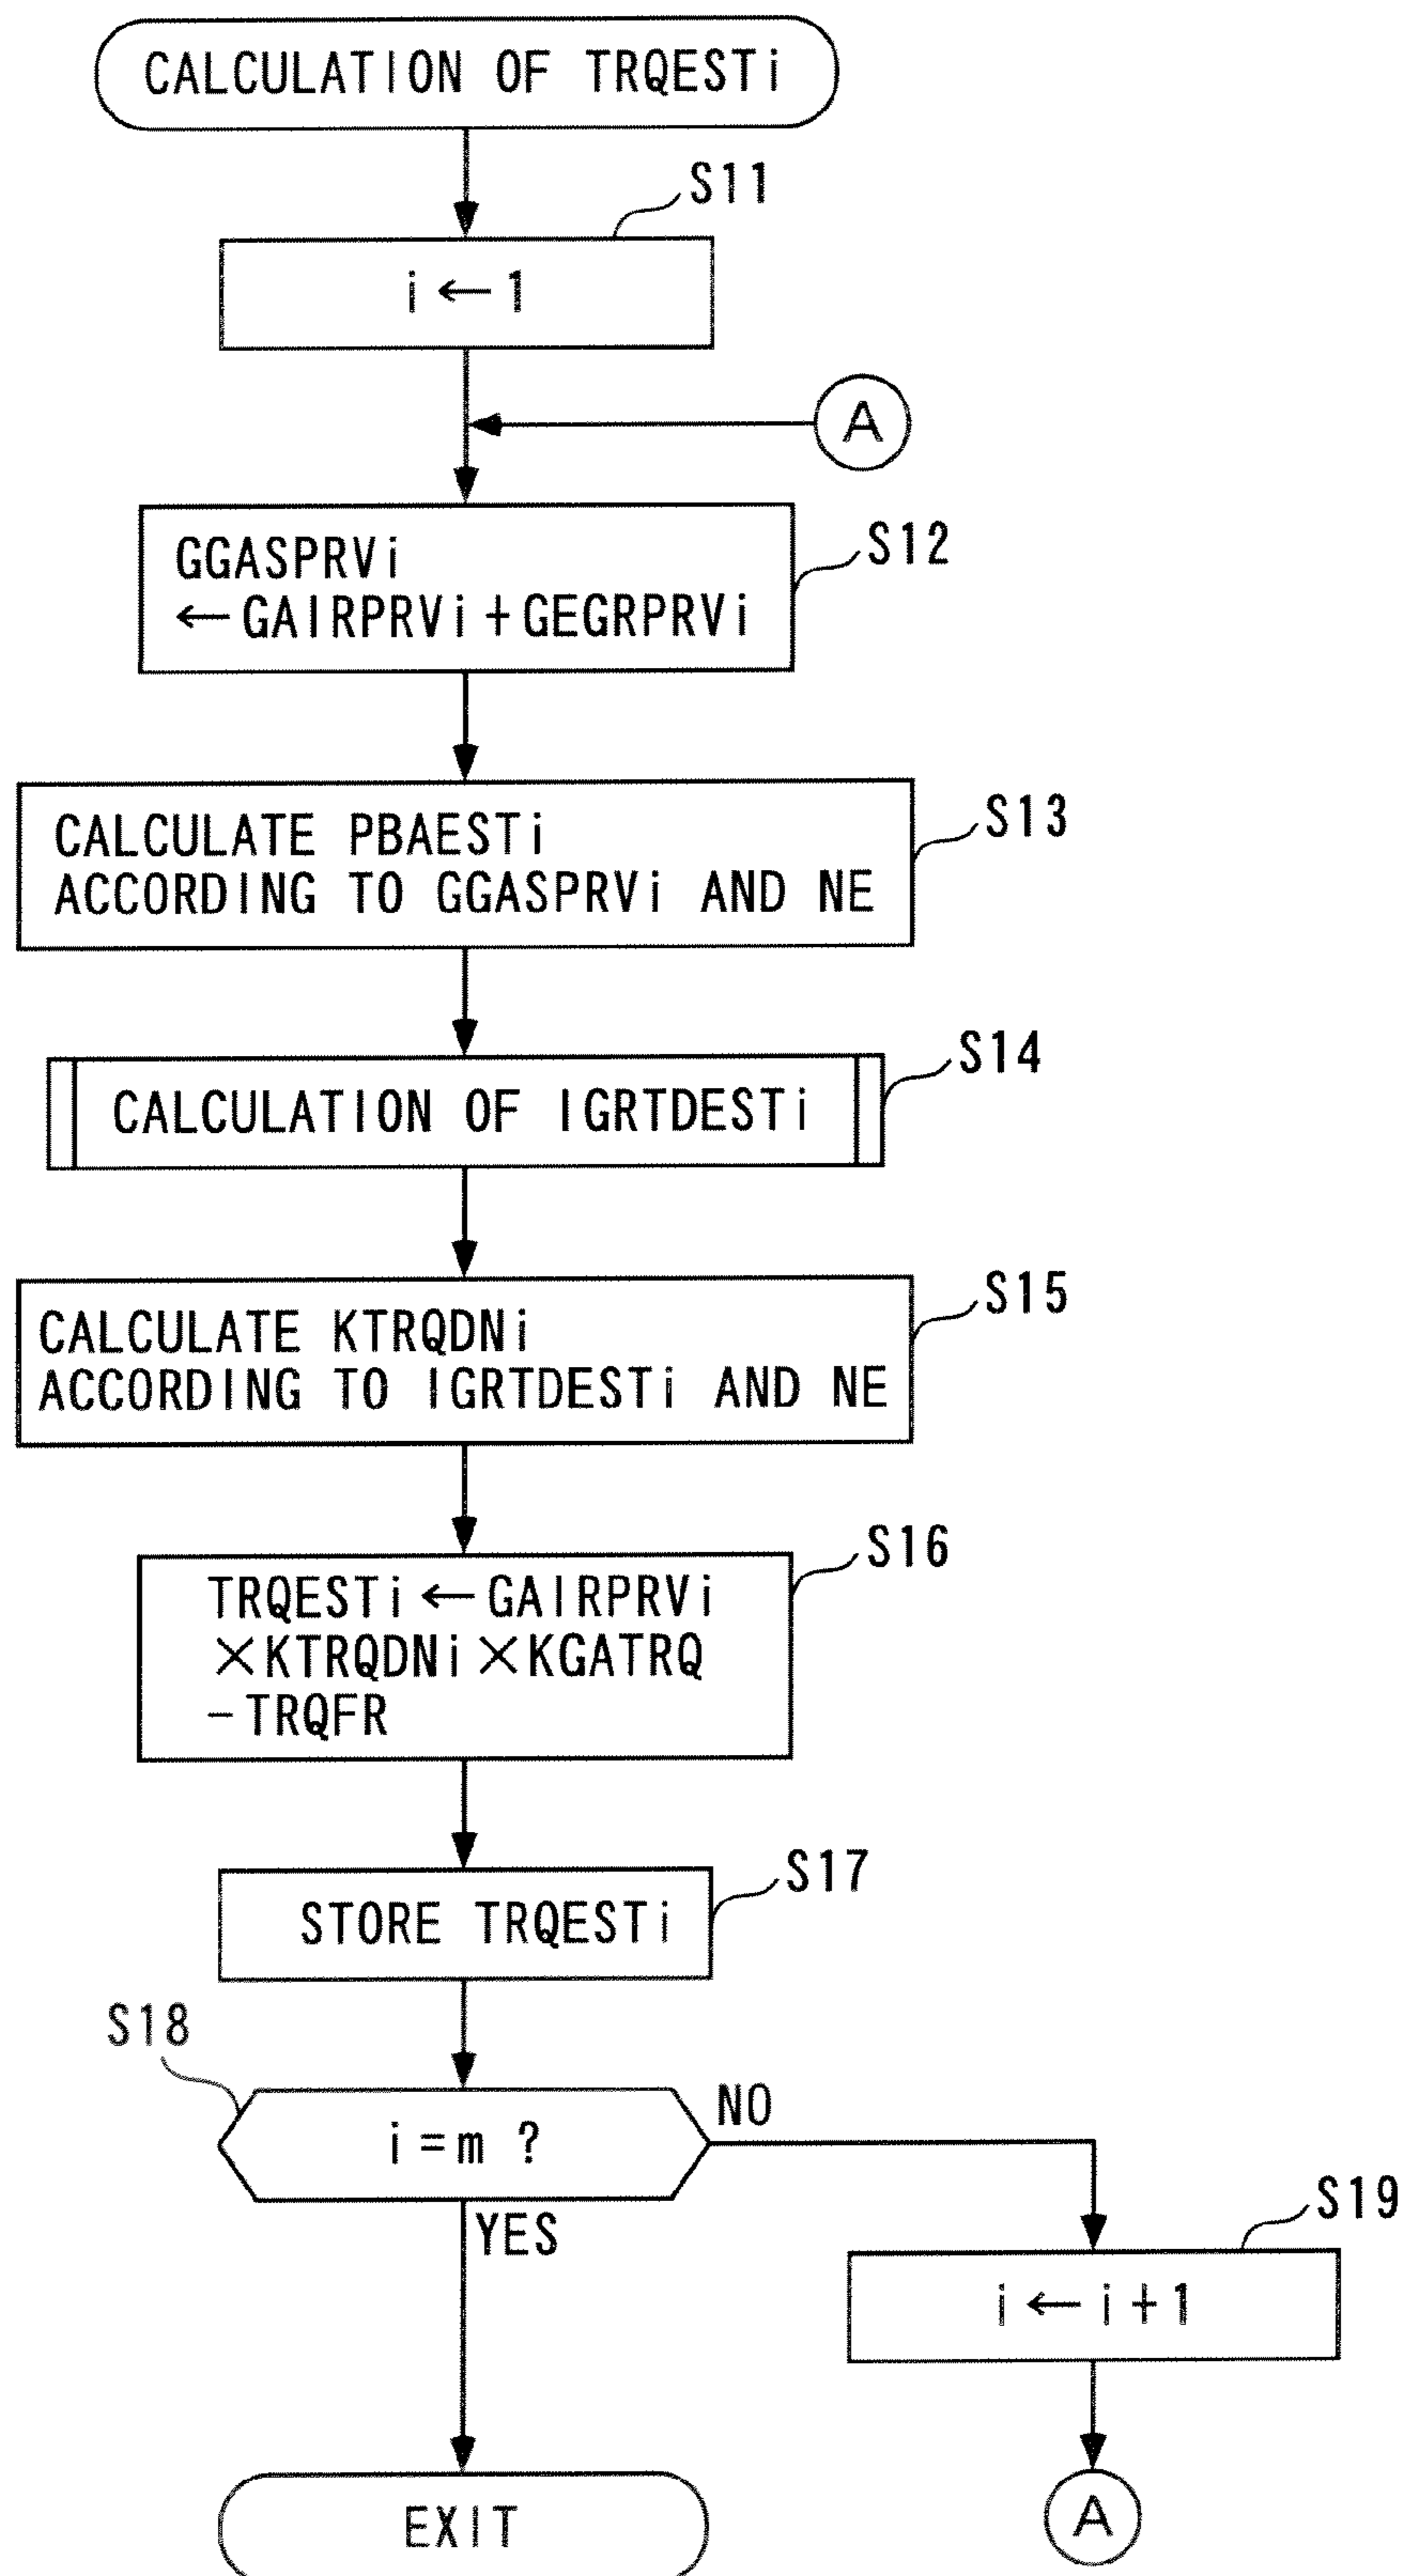 CALCULATION OF TRQESTi
S11
i←1
A
S12
GGASPRVi
←GAIRPRVi+GEGRPRVi
S13
CALCULATE PBAESTi
ACCORDING TO GGASPRVi AND NE
S14
CALCULATION OF IGRTDESTi
S15
CALCULATE KTRQDNi
ACCORDING TO IGRTDESTi AND NE
S16
TRQESTi←GAIRPRVi
×KTRQDNi×KGATRQ
-TRQFR
S17
STORE TRQESTi
S18
i=m ?
NO
YES
S19
i←i+1
EXIT
A